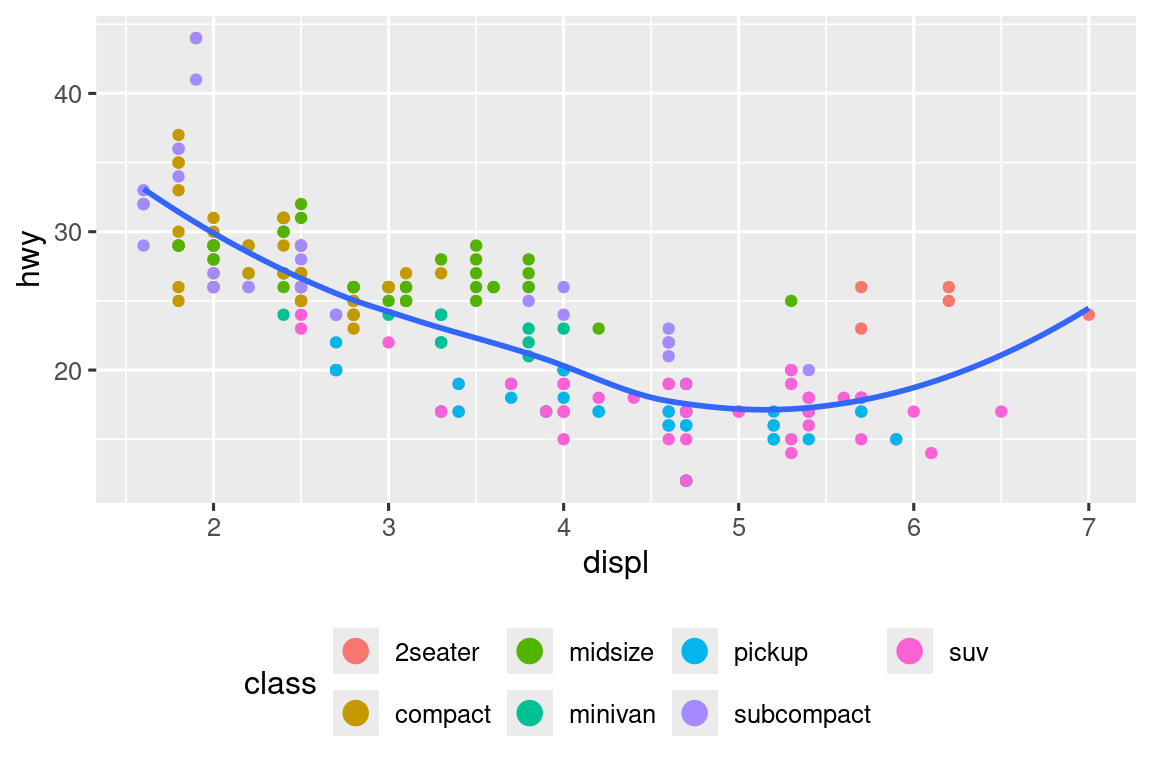 hwy
40
30
20
2 3 4 5 6 7
displ
class
2seater midsize pickup suv
compact minivan subcompact